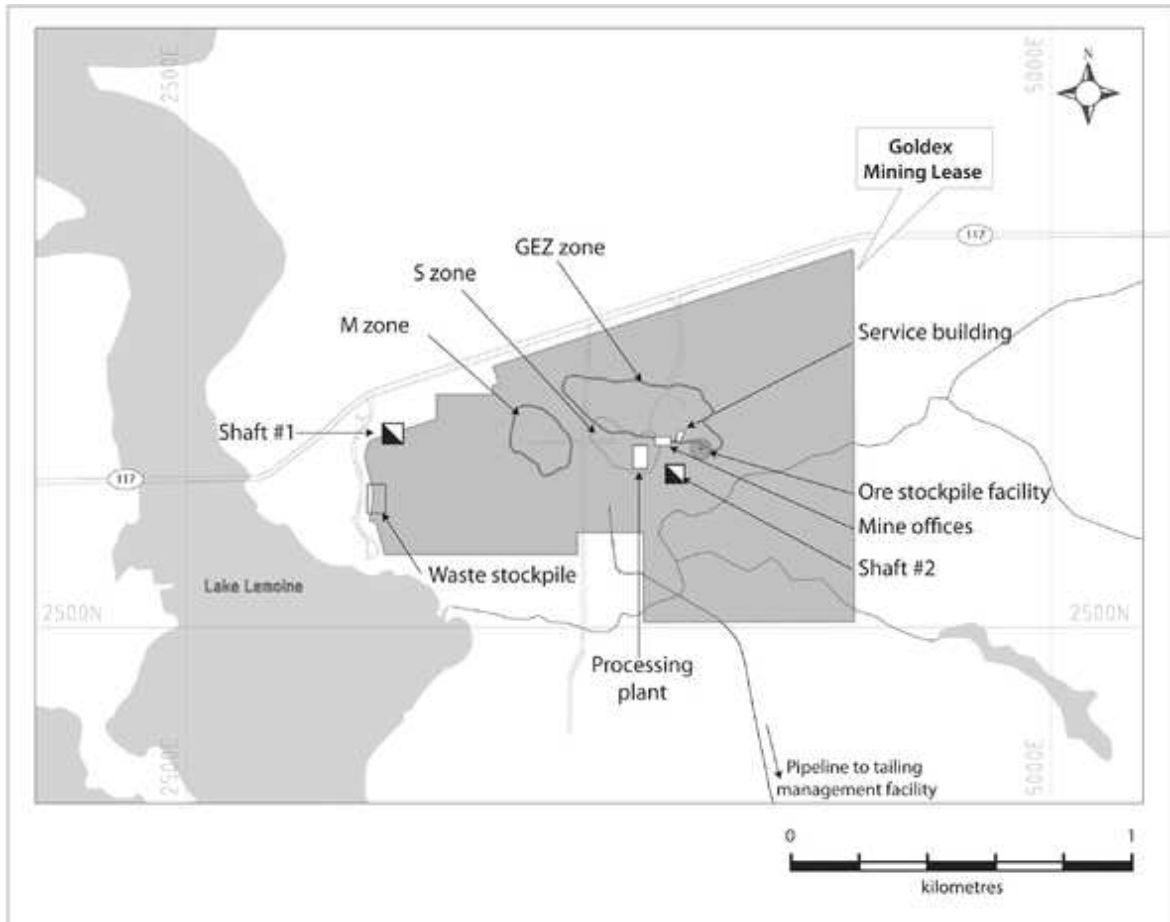 2500E
5000E
N
Goldex
Mining Lease
117
GEZ zone
S zone
M zone
Service building
Shaft #1
117
Ore stockpile facility
Mine offices
Waste stockpile
Shaft #2
Lake Lemoine
2500N
2500N
Processing
plant
2500E
5000E
Pipeline to tailing
management facility
0
1
kilometres